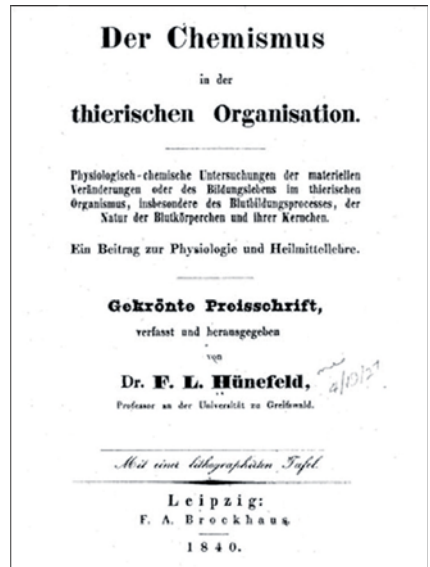 Der Chemismus
in der
thierischen Organisation.
Physiologisch-chemische Untersuchungen der materiellen
Veränderungen oder des Bildungslebens im thierischen
Organismus, insbesondere des Blutbildungsprocesses, der
Natur der Blutkörperchen und ihrer Kernchen.
Ein Beitrag zur Physiologie und Heilmittellehre.
Gekrönte Preisschrift,
verfasst und herausgegeben
von
Dr. F. L. Hünefeld,
Professor an der Universität zu Greifswald.
Mit einer lithographirten Tafel.
Leipzig:
F. A. Brockhaus.
1840.